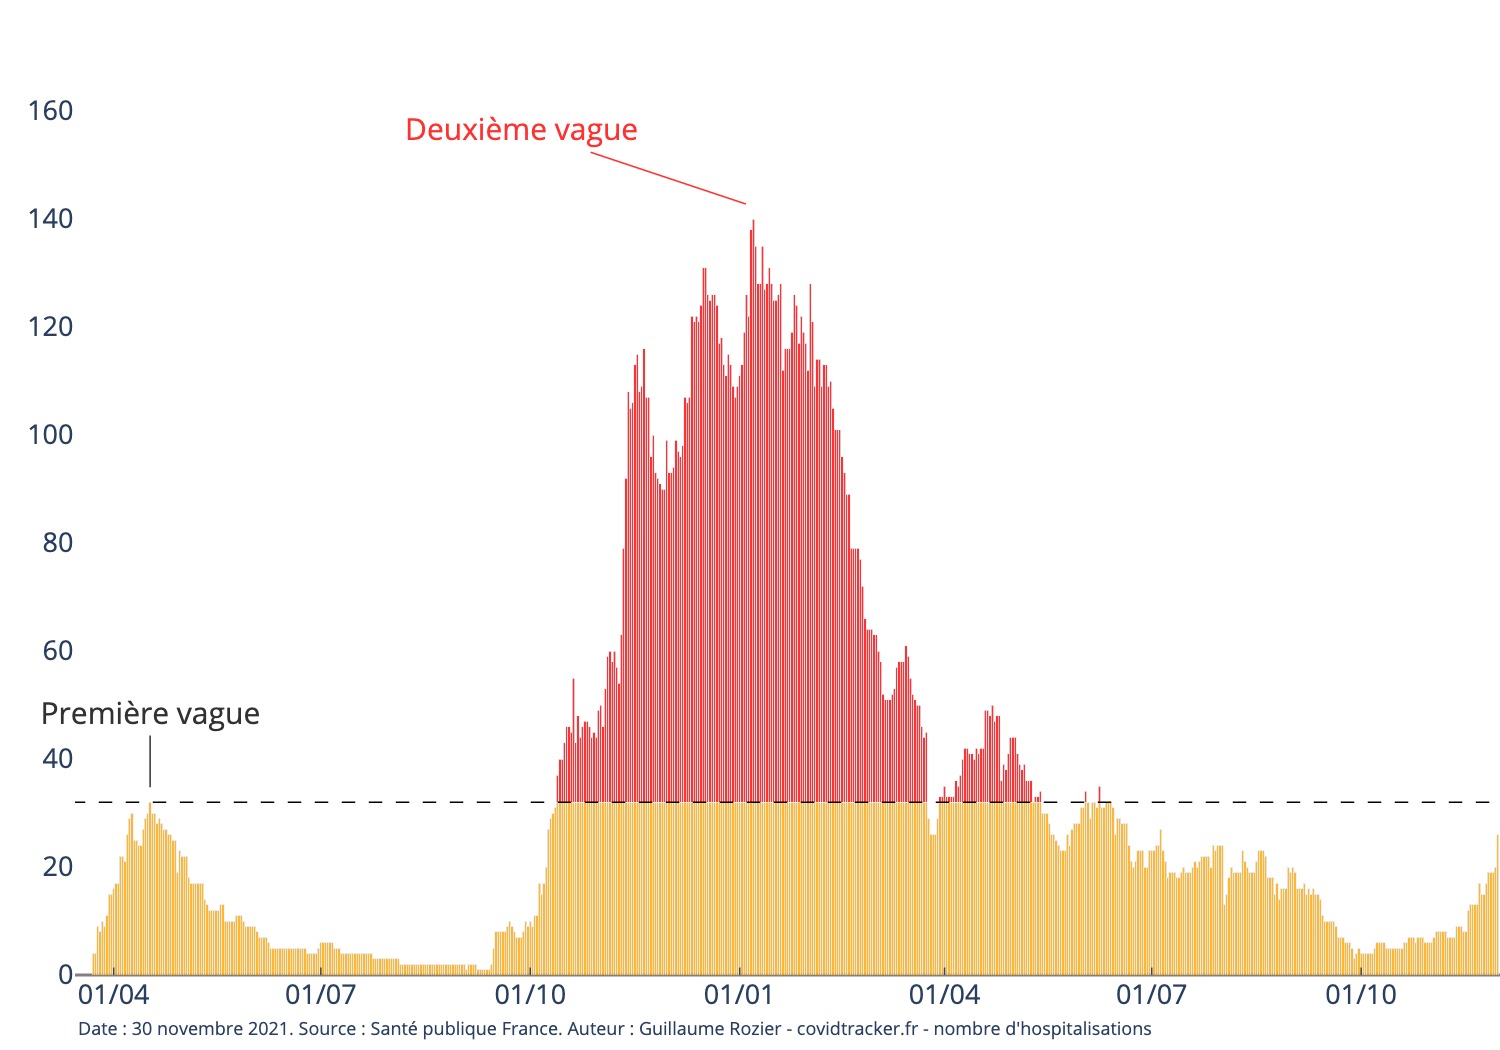 160
Deuxième vague
140
120
100
80
60
Première vague
40
20
0
01/04 01/07 01/10 01/01 01/04 01/07 01/10
Date : 30 novembre 2021. Source : Santé publique France. Auteur : Guillaume Rozier - covidtracker.fr - nombre d'hospitalisations